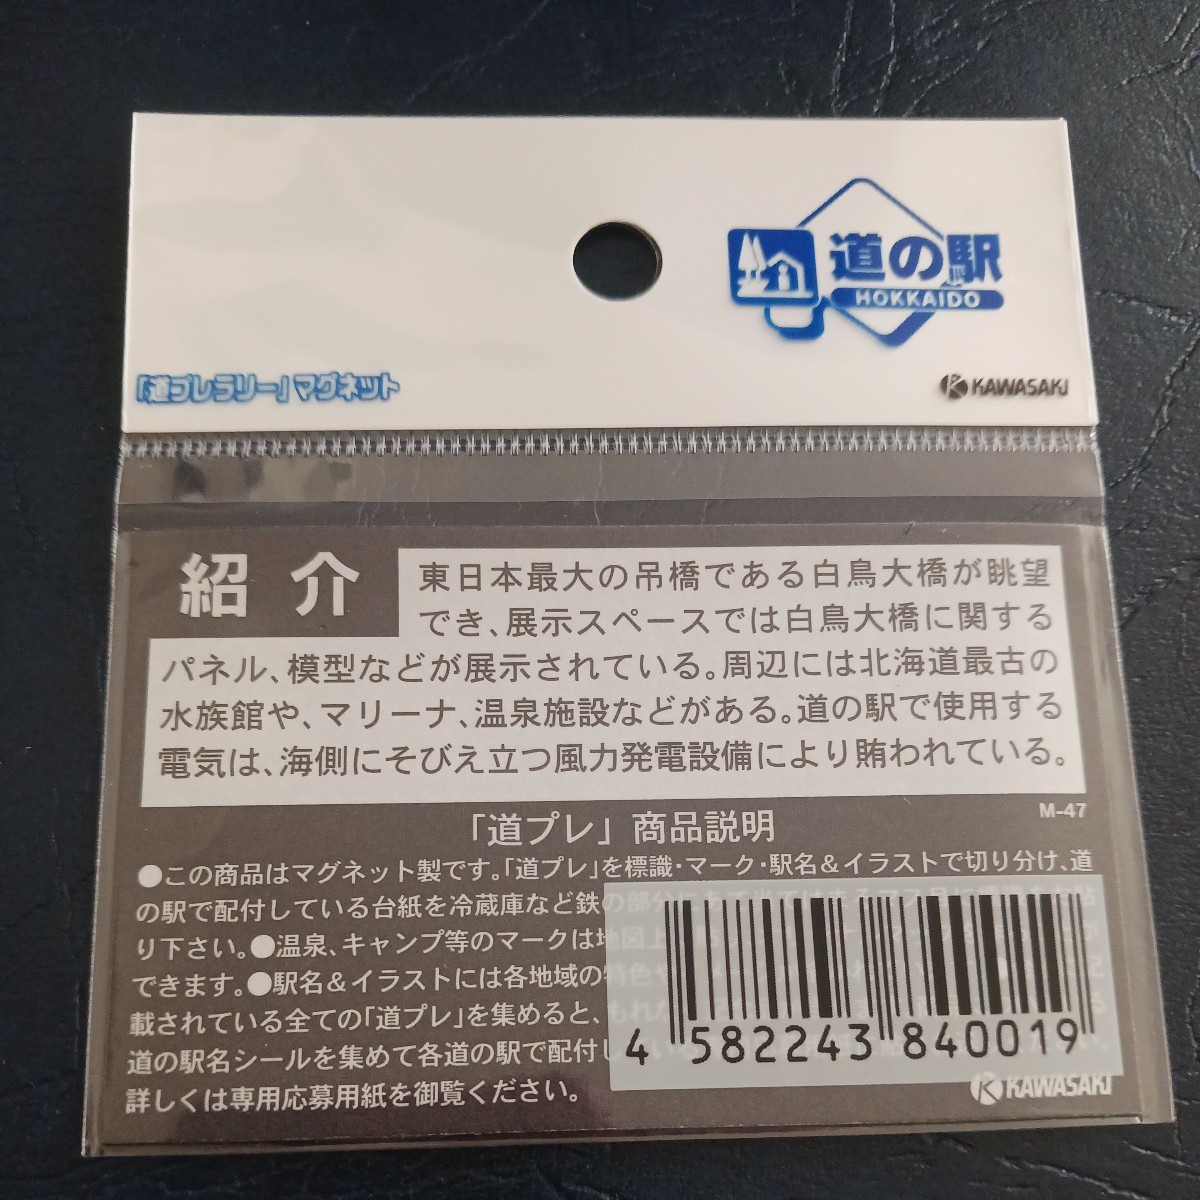 道の駅
HOKKAIDO
「道プレラリー」マグネット
KAWASAKI
紹介
東日本最大の吊橋である白鳥大橋が眺望
でき、展示スペースでは白鳥大橋に関する
パネル、模型などが展示されている。周辺には北海道最古の
水族館や、マリーナ、温泉施設などがある。道の駅で使用する
電気は、海側にそびえ立つ風力発電設備により賄われている。
M-47
「道プレ」商品説明
●この商品はマグネット製です。「道プレ」を標識・マーク・駅名&イラストで切り分け、道
の駅で配付している台紙を冷蔵庫など鉄の部分に
り下さい。●温泉、キャンプ等のマークは地図上
できます。●駅名&イラストには各地域の特色や
載されている全ての「道プレ」を集めると、
道の駅名シールを集めて各道の駅で配付し
詳しくは専用応募用紙を御覧ください。
4 582243 840019
KAWASAKI